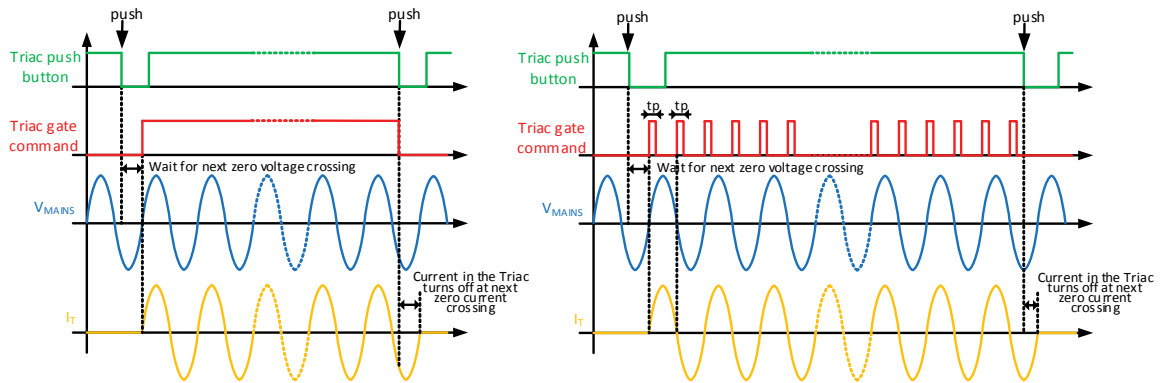 push
push
Triac push
button
Triac gate
command
Wait for next zero voltage crossing
VMAINS
Current in the Triac
turns off at next
zero current
crossing
IT
push
push
Triac push
button
tp
tp
Triac gate
command
Wait for next zero voltage crossing
VMAINS
Current in the Triac
turns off at next
zero current
crossing
IT